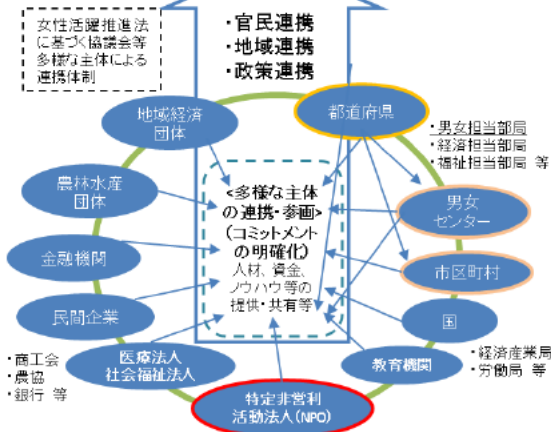 女性活躍推進法
に基づく協議会等
多様な主体による
連携体制
・官民連携
・地域連携
・政策連携
地域経済
団体
都道府県
・男女担当部局
・経済担当部局
・福祉担当部局 等
農林水産
団体
<多様な主体
の連携・参画>
(コミットメント
の明確化)
人材、資金、
ノウハウ等の
提供・共有等
男女
センター
金融機関
市区町村
民間企業
国
・経済産業局
・労働局 等
・商工会
・農協
・銀行 等
医療法人
社会福祉法人
教育機関
特定非営利
活動法人(NPO)